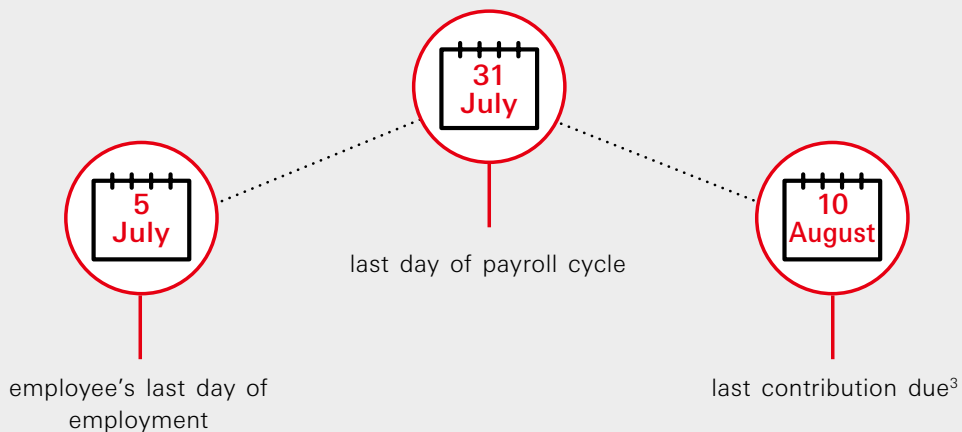 31
July
last day of payroll cycle
5
July
employee's last day of
employment
10
August
last contribution due³